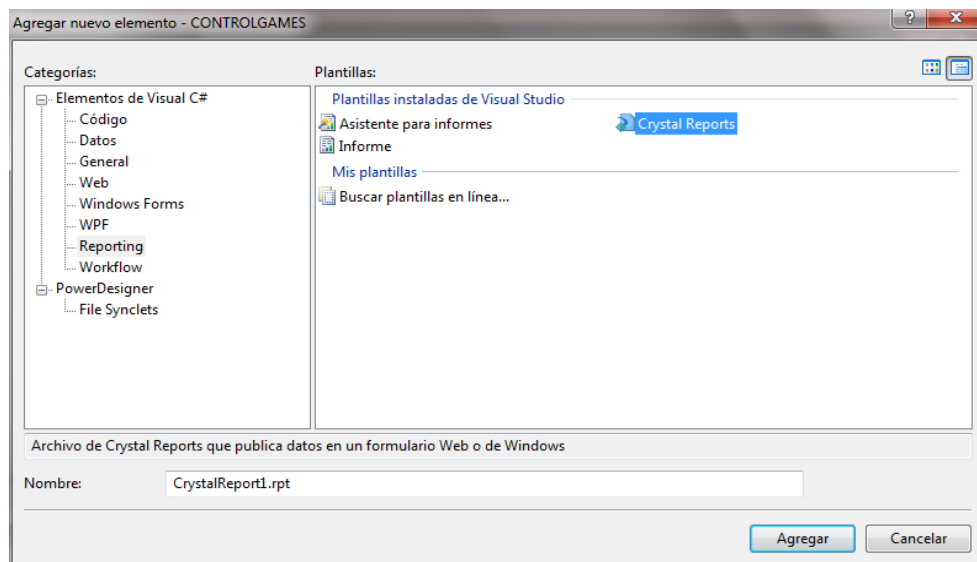 Agregar nuevo elemento - CONTROLGAMES
Categorías:
Plantillas:
Elementos de Visual C#
Código
Datos
General
Web
Windows Forms
WPF
Reporting
Workflow
PowerDesigner
File Synclets
Plantillas instaladas de Visual Studio
Asistente para informes
Crystal Reports
Informe
Mis plantillas
Buscar plantillas en línea...
Archivo de Crystal Reports que publica datos en un formulario Web o de Windows
Nombre:
CrystalReport1.rpt
Agregar
Cancelar